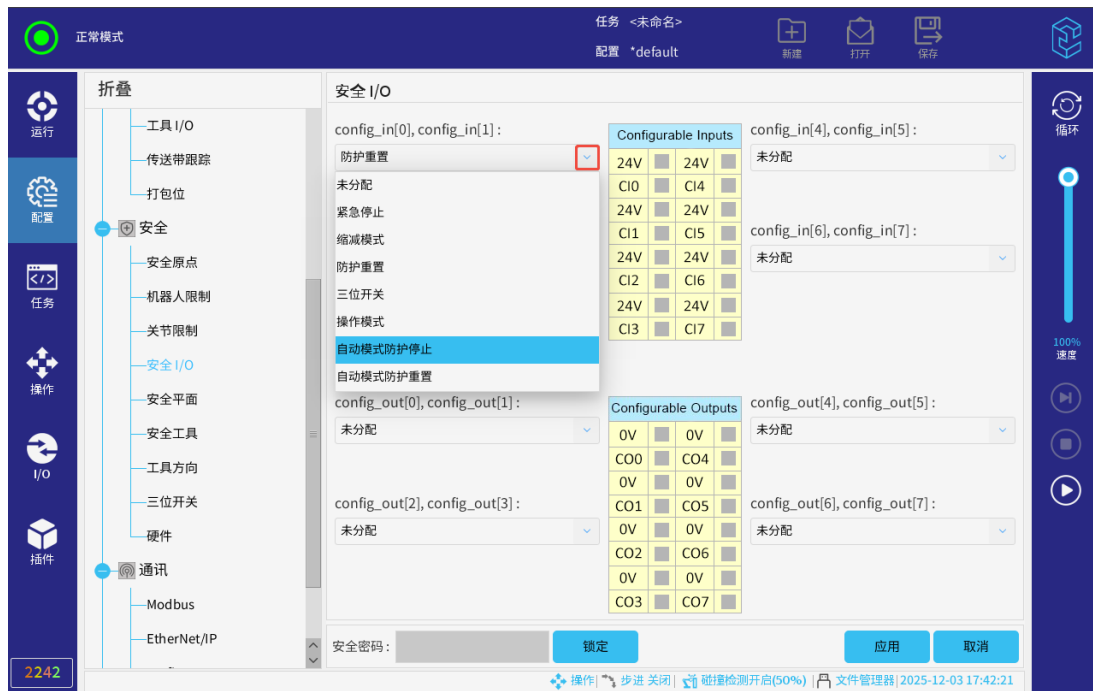 正常模式
任务 <未命名>
配置 *default
新建
打开
保存
运行
配置
任务
操作
I/O
插件
2242
折叠
工具 I/O
传送带跟踪
打包位
安全
安全原点
机器人限制
关节限制
安全 I/O
安全平面
安全工具
工具方向
三位开关
硬件
通讯
Modbus
EtherNet/IP
安全 I/O
config_in[0], config_in[1] :
防护重置
未分配
紧急停止
缩减模式
防护重置
三位开关
操作模式
自动模式防护停止
自动模式防护重置
Configurable Inputs
24V 24V
CI0 CI4
24V 24V
CI1 CI5
24V 24V
CI2 CI6
24V 24V
CI3 CI7
config_in[4], config_in[5] :
未分配
config_in[6], config_in[7] :
未分配
config_out[0], config_out[1] :
未分配
config_out[2], config_out[3] :
未分配
Configurable Outputs
0V 0V
CO0 CO4
0V 0V
CO1 CO5
0V 0V
CO2 CO6
0V 0V
CO3 CO7
config_out[4], config_out[5] :
未分配
config_out[6], config_out[7] :
未分配
安全密码 :
锁定
应用
取消
循环
100%
速度
操作| 步进 关闭| 碰撞检测开启(50%) | 文件管理器|2025-12-03 17:42:21